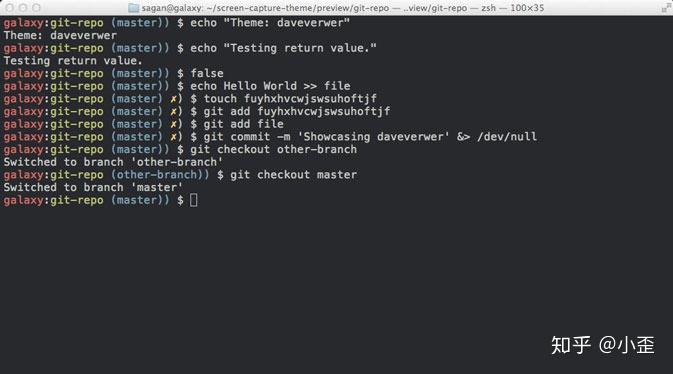 sagan@galaxy: ~/screen-capture-theme/preview/git-repo — ..view/git-repo — zsh — 100×35
galaxy:git-repo (master)) $ echo "Theme: daveverwer"
Theme: daveverwer
galaxy:git-repo (master)) $ echo "Testing return value."
Testing return value.
galaxy:git-repo (master)) $ false
galaxy:git-repo (master)) $ echo Hello World >> file
galaxy:git-repo (master) ✗) $ touch fuyhxhvcwjswsuhoftjf
galaxy:git-repo (master) ✗) $ git add fuyhxhvcwjswsuhoftjf
galaxy:git-repo (master) ✗) $ git add file
galaxy:git-repo (master) ✗) $ git commit -m 'Showcasing daveverwer' &> /dev/null
galaxy:git-repo (master)) $ git checkout other-branch
Switched to branch 'other-branch'
galaxy:git-repo (other-branch)) $ git checkout master
Switched to branch 'master'
galaxy:git-repo (master)) $
知乎 @小歪